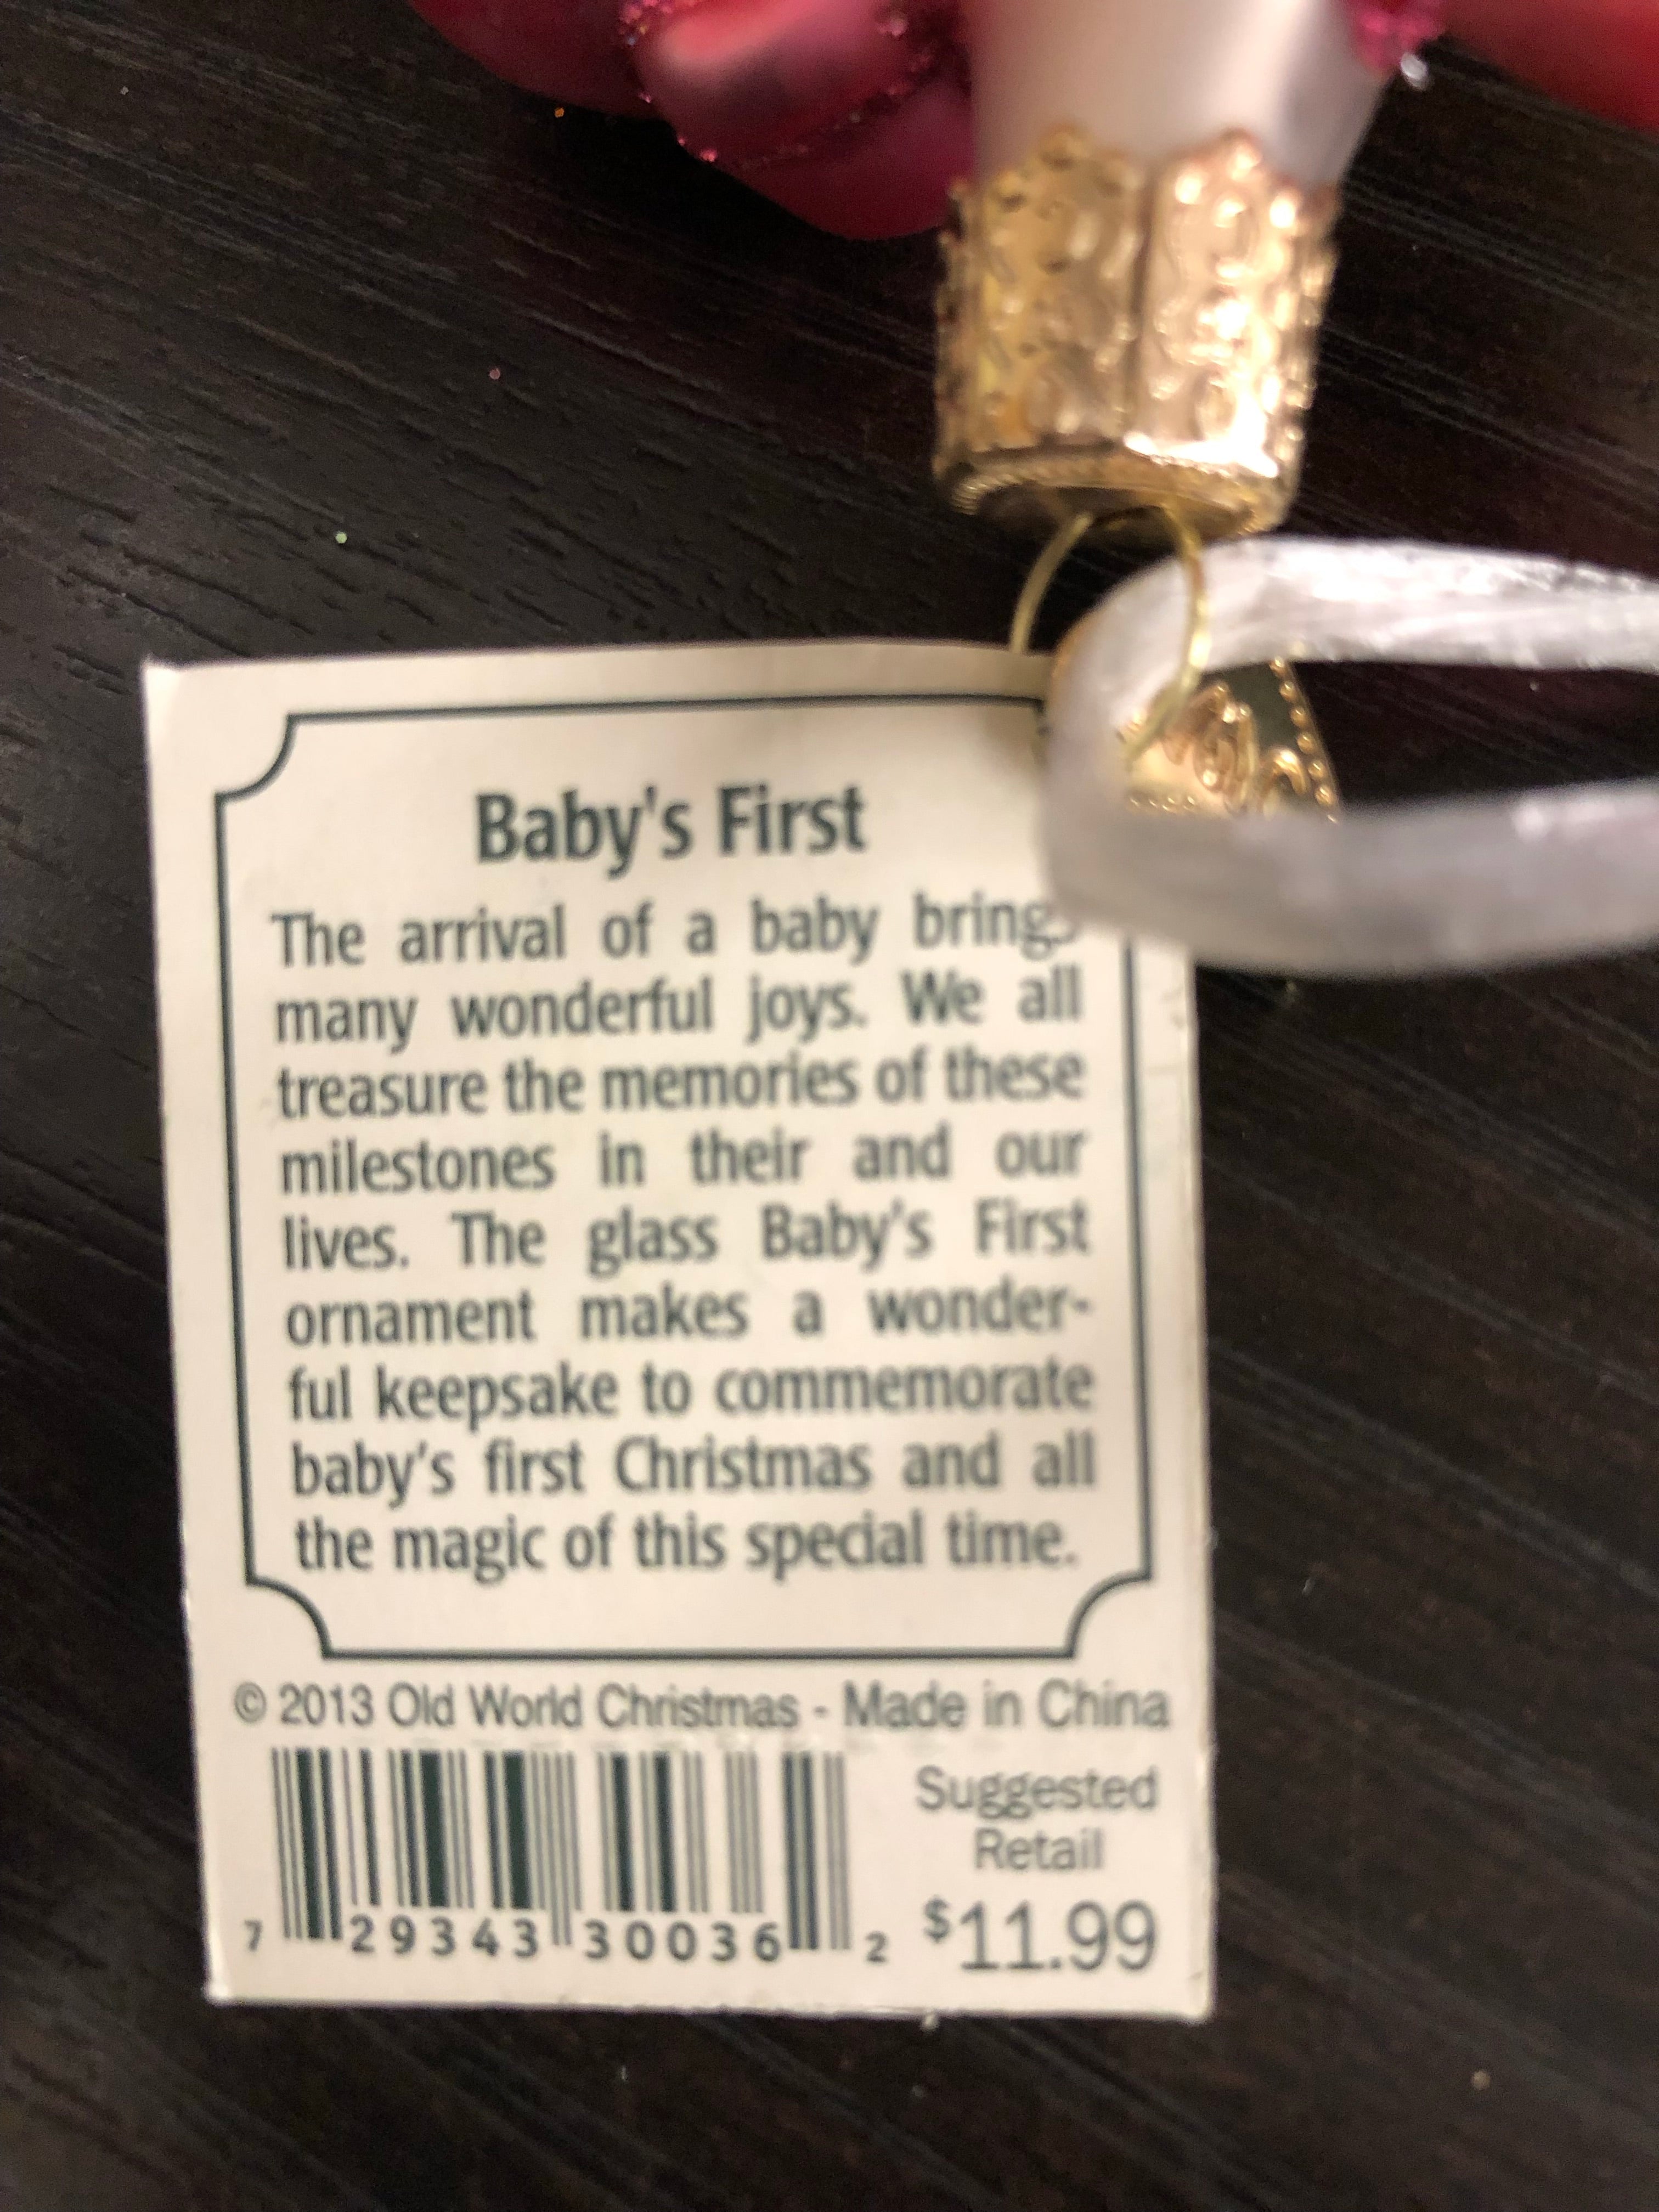 Baby's First
The arrival of a baby brings
many wonderful joys. We all
treasure the memories of these
milestones in their and our
lives. The glass Baby's First
ornament makes a wonder-
ful keepsake to commemorate
baby's first Christmas and all
the magic of this special time.
© 2013 Old World Christmas - Made in China
Suggested
Retail
$11.99
7 29343 30036 2